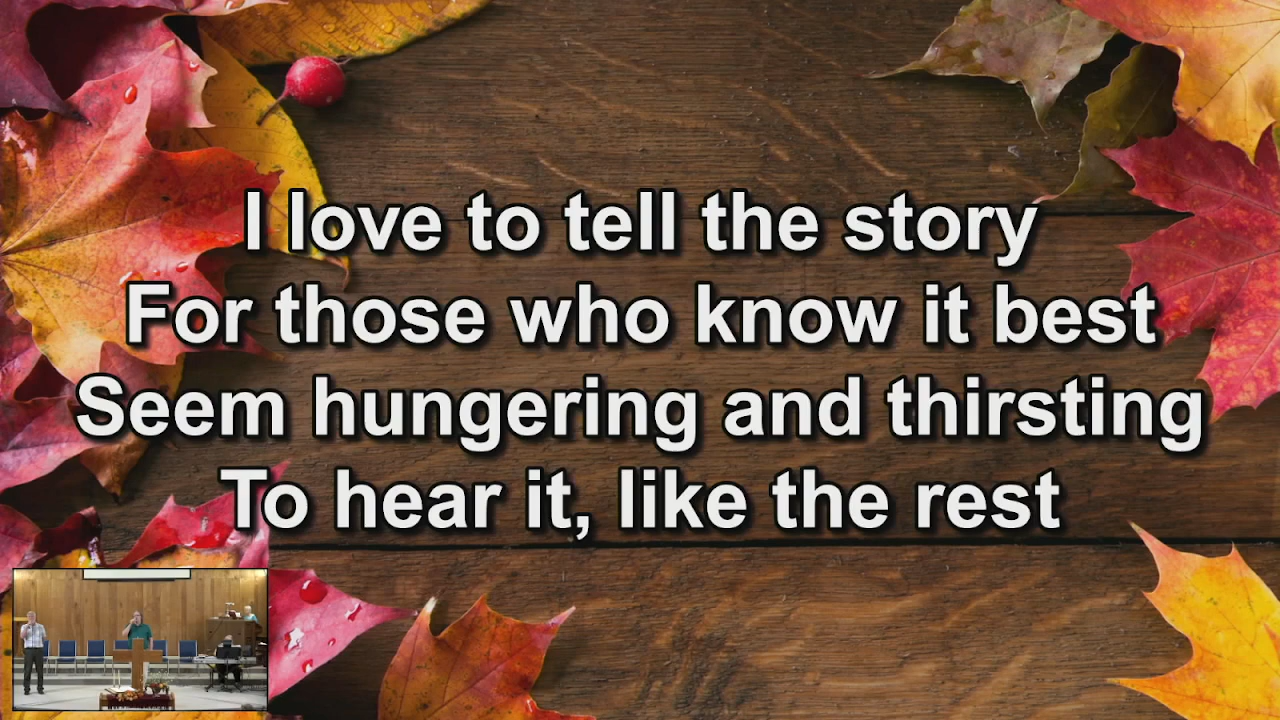 I love to tell the story
For those who know it best
Seem hungering and thirsting
To hear it, like the rest